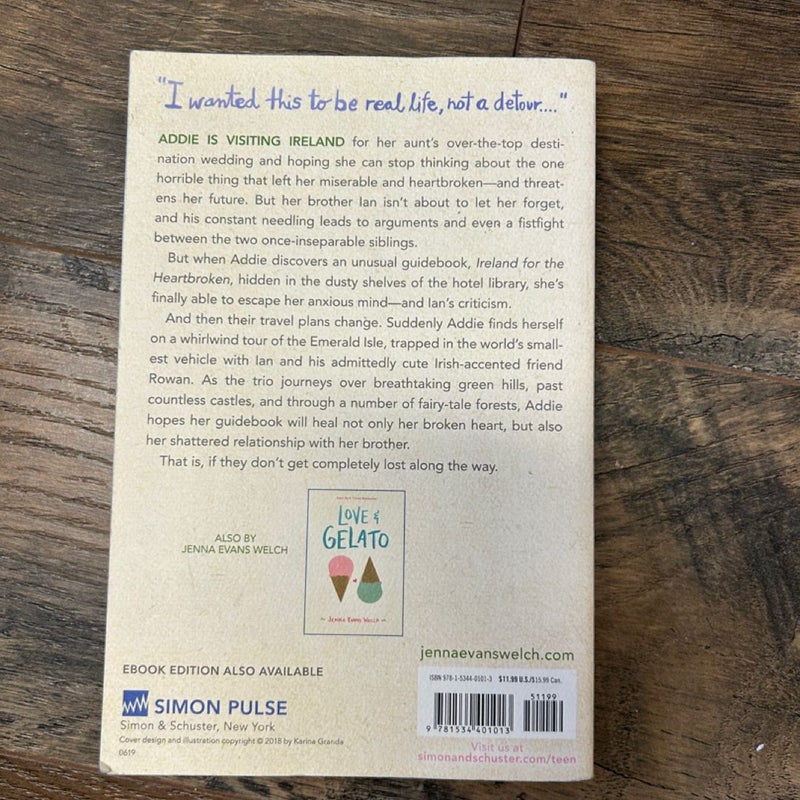 "I wanted this to be real life, not a detour...."
ADDIE IS VISITING IRELAND for her aunt's over-the-top desti-
nation wedding and hoping she can stop thinking about the one
horrible thing that left her miserable and heartbroken—and threat-
ens her future. But her brother Ian isn't about to let her forget,
and his constant needling leads to arguments and even a fistfight
between the two once-inseparable siblings.
But when Addie discovers an unusual guidebook, Ireland for the
Heartbroken, hidden in the dusty shelves of the hotel library, she's
finally able to escape her anxious mind—and Ian's criticism.
And then their travel plans change. Suddenly Addie finds herself
on a whirlwind tour of the Emerald Isle, trapped in the world's small-
est vehicle with Ian and his admittedly cute Irish-accented friend
Rowan. As the trio journeys over breathtaking green hills, past
countless castles, and through a number of fairy-tale forests, Addie
hopes her guidebook will heal not only her broken heart, but also
her shattered relationship with her brother.
That is, if they don't get completely lost along the way.
ALSO BY
JENNA EVANS WELCH
LOVE &
GELATO
JENNA EVANS WELCH
jennaevanswelch.com
EBOOK EDITION ALSO AVAILABLE
ISBN 978-1-5344-0101-3 $11.99 U.S./$15.99 Can.
51199
9 781534 401013
SIMON PULSE
Simon & Schuster, New York
Cover design and illustration copyright © 2018 by Karina Granda
0619
Visit us at
simonandschuster.com/teen